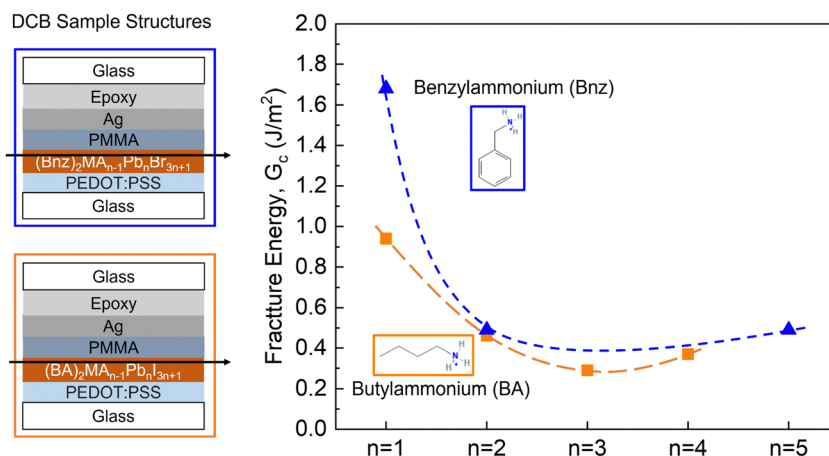 DCB Sample Structures
Glass
Epoxy
Ag
PMMA
(Bnz)₂MAₙ₋₁PbₙBr₃ₙ₊₁
PEDOT:PSS
Glass
Glass
Epoxy
Ag
PMMA
(BA)₂MAₙ₋₁PbₙI₃ₙ₊₁
PEDOT:PSS
Glass
Fractture Energy, G_c (J/m²)
2.0
1.8
1.6
1.4
1.2
1.0
0.8
0.6
0.4
0.2
0.0
Benzylammonium (Bnz)
H
H
N⁺
H
H
N⁺
H
H
Butylammonium (BA)
n=1
n=2
n=3
n=4
n=5